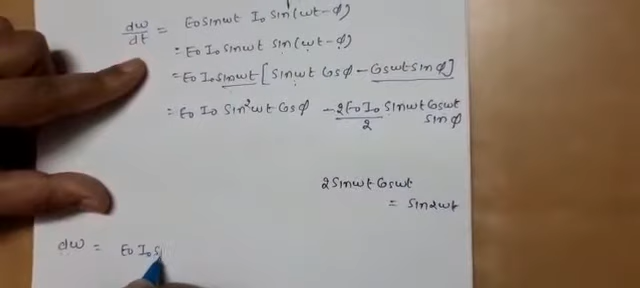 dw/dt = E₀ sinωt I₀ sin(ωt-ϕ)
= E₀ I₀ sinωt sin(ωt-ϕ)
= E₀ I₀ sinωt [sinωt Cosϕ - Cosωt sinϕ]
= E₀ I₀ Sin²ωt Cosϕ - 2E₀I₀/2 sinωt Cosωt sinϕ
2 sinωt Cosωt
= sin2ωt
dw = E₀ I₀ s